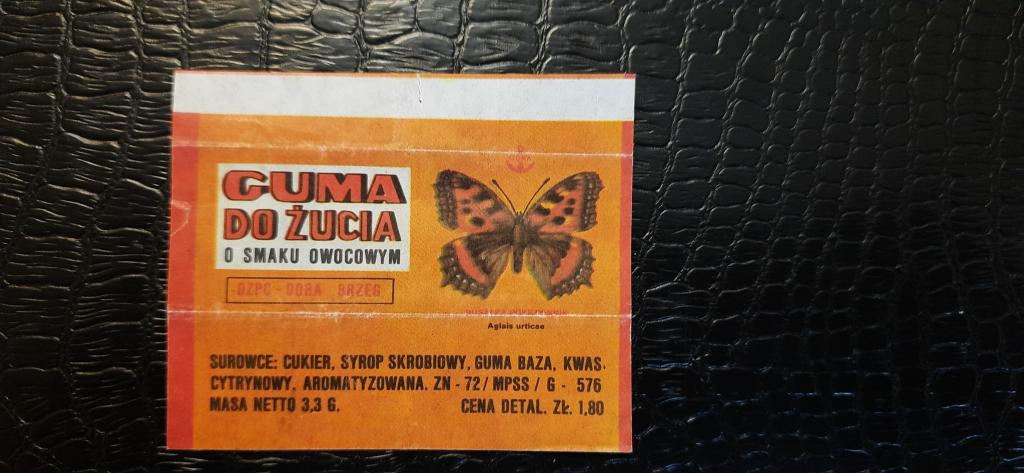 GUMA
DO ŻUCIA
O SMAKU OWOCOWYM
DZPC - ODRA BRZEG
Aglais urticae
SUROWCE: CUKIER, SYROP SKROBIOWY, GUMA BAZA, KWAS.
CYTRYNOWY, AROMATYZOWANA. ZN - 72 / MPSS / G - 576
MASA NETTO 3,3 G. CENA DETAL. ZŁ. 1,80